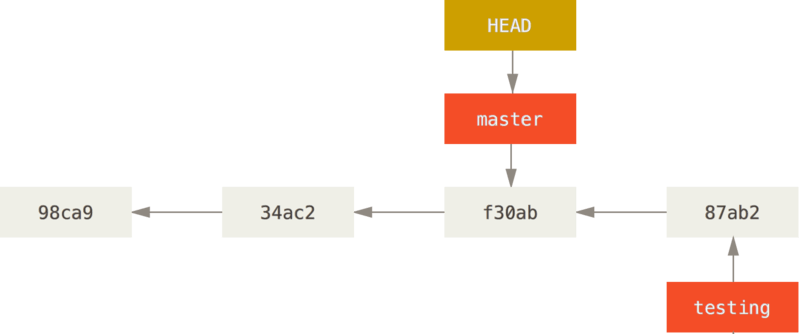 HEAD
master
98ca9
34ac2
f30ab
87ab2
testing